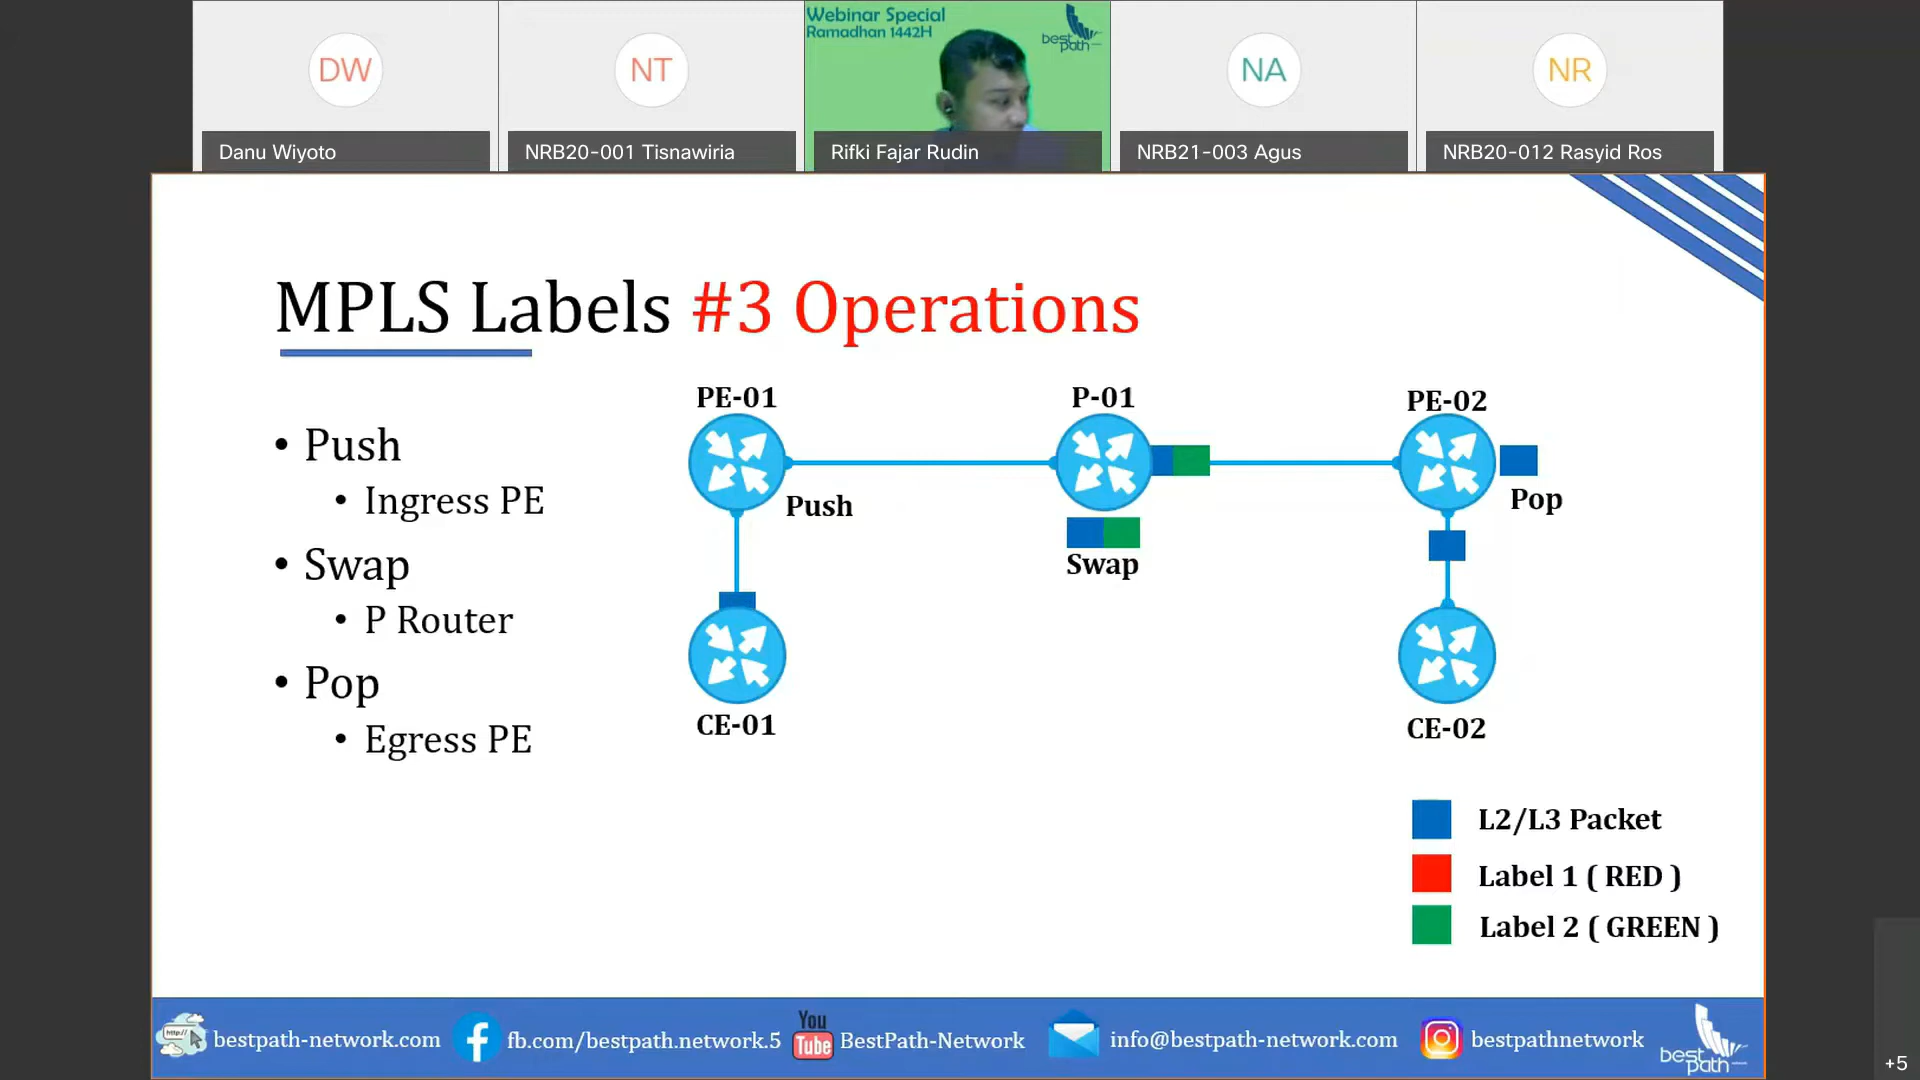 Webinar Special
Ramadhan 1442H
best path
DW
NT
NA
NR
Danu Wiyoto
NRB20-001 Tisnawiria
Rifki Fajar Rudin
NRB21-003 Agus
NRB20-012 Rasyid Ros
MPLS Labels #3 Operations
• Push
• Ingress PE
• Swap
• P Router
• Pop
• Egress PE
PE-01
P-01
PE-02
Push
Pop
Swap
CE-01
CE-02
L2/L3 Packet
Label 1 ( RED )
Label 2 ( GREEN )
http://
bestpath-network.com
fb.com/bestpath.network.5
You Tube
BestPath-Network
info@bestpath-network.com
bestpathnetwork
best path
+5